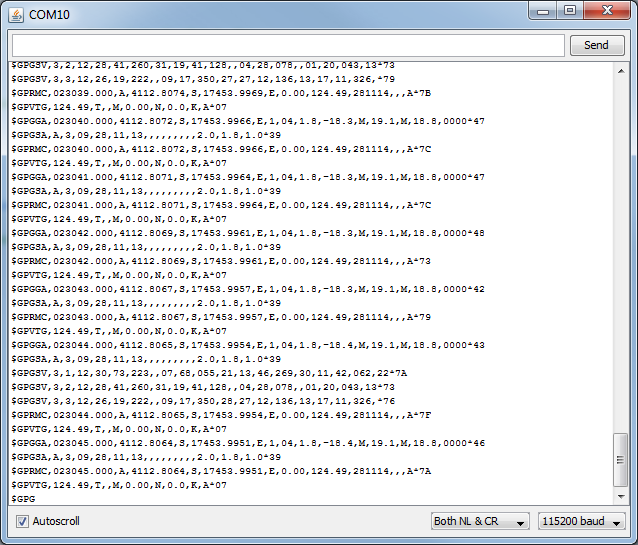 COM10
Send
$GPGSV,3,2,12,28,41,260,31,19,41,128,,04,28,078,,01,20,043,13*73
$GPGSV,3,3,12,26,19,222,,09,17,350,27,27,12,136,13,17,11,326,*79
$GPRMC,023039.000,A,4112.8074,S,17453.9969,E,0.00,124.49,281114,,,A*7B
$GPVTG,124.49,T,,M,0.00,N,0.0,K,A*07
$GPGGA,023040.000,4112.8072,S,17453.9966,E,1,04,1.8,-18.3,M,19.1,M,18.8,0000*47
$GPGSA,A,3,09,28,11,13,,,,,,,,,2.0,1.8,1.0*39
$GPRMC,023040.000,A,4112.8072,S,17453.9966,E,0.00,124.49,281114,,,A*7C
$GPVTG,124.49,T,,M,0.00,N,0.0,K,A*07
$GPGGA,023041.000,4112.8071,S,17453.9964,E,1,04,1.8,-18.3,M,19.1,M,18.8,0000*47
$GPGSA,A,3,09,28,11,13,,,,,,,,,2.0,1.8,1.0*39
$GPRMC,023041.000,A,4112.8071,S,17453.9964,E,0.00,124.49,281114,,,A*7C
$GPVTG,124.49,T,,M,0.00,N,0.0,K,A*07
$GPGGA,023042.000,4112.8069,S,17453.9961,E,1,04,1.8,-18.3,M,19.1,M,18.8,0000*48
$GPGSA,A,3,09,28,11,13,,,,,,,,,2.0,1.8,1.0*39
$GPRMC,023042.000,A,4112.8069,S,17453.9961,E,0.00,124.49,281114,,,A*73
$GPVTG,124.49,T,,M,0.00,N,0.0,K,A*07
$GPGGA,023043.000,4112.8067,S,17453.9957,E,1,04,1.8,-18.3,M,19.1,M,18.8,0000*42
$GPGSA,A,3,09,28,11,13,,,,,,,,,2.0,1.8,1.0*39
$GPRMC,023043.000,A,4112.8067,S,17453.9957,E,0.00,124.49,281114,,,A*79
$GPVTG,124.49,T,,M,0.00,N,0.0,K,A*07
$GPGGA,023044.000,4112.8065,S,17453.9954,E,1,04,1.8,-18.4,M,19.1,M,18.8,0000*43
$GPGSA,A,3,09,28,11,13,,,,,,,,,2.0,1.8,1.0*39
$GPGSV,3,1,12,30,73,223,,07,68,055,21,13,46,269,30,11,42,062,22*7A
$GPGSV,3,2,12,28,41,260,31,19,41,128,,04,28,078,,01,20,043,13*73
$GPGSV,3,3,12,26,19,222,,09,17,350,28,27,12,136,13,17,11,326,*76
$GPRMC,023044.000,A,4112.8065,S,17453.9954,E,0.00,124.49,281114,,,A*7F
$GPVTG,124.49,T,,M,0.00,N,0.0,K,A*07
$GPGGA,023045.000,4112.8064,S,17453.9951,E,1,04,1.8,-18.4,M,19.1,M,18.8,0000*46
$GPGSA,A,3,09,28,11,13,,,,,,,,,2.0,1.8,1.0*39
$GPRMC,023045.000,A,4112.8064,S,17453.9951,E,0.00,124.49,281114,,,A*7A
$GPVTG,124.49,T,,M,0.00,N,0.0,K,A*07
$GPG
Autoscroll
Both NL & CR
115200 baud